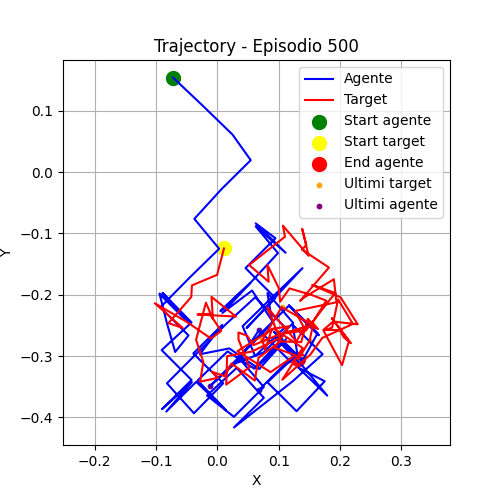 Trajectory - Episodio 500
Agente
Target
Start agente
Start target
End agente
Ultimi target
Ultimi agente
0.1
0.0
−0.1
−0.2
−0.3
−0.4
Y
−0.2
−0.1
0.0
0.1
0.2
0.3
X